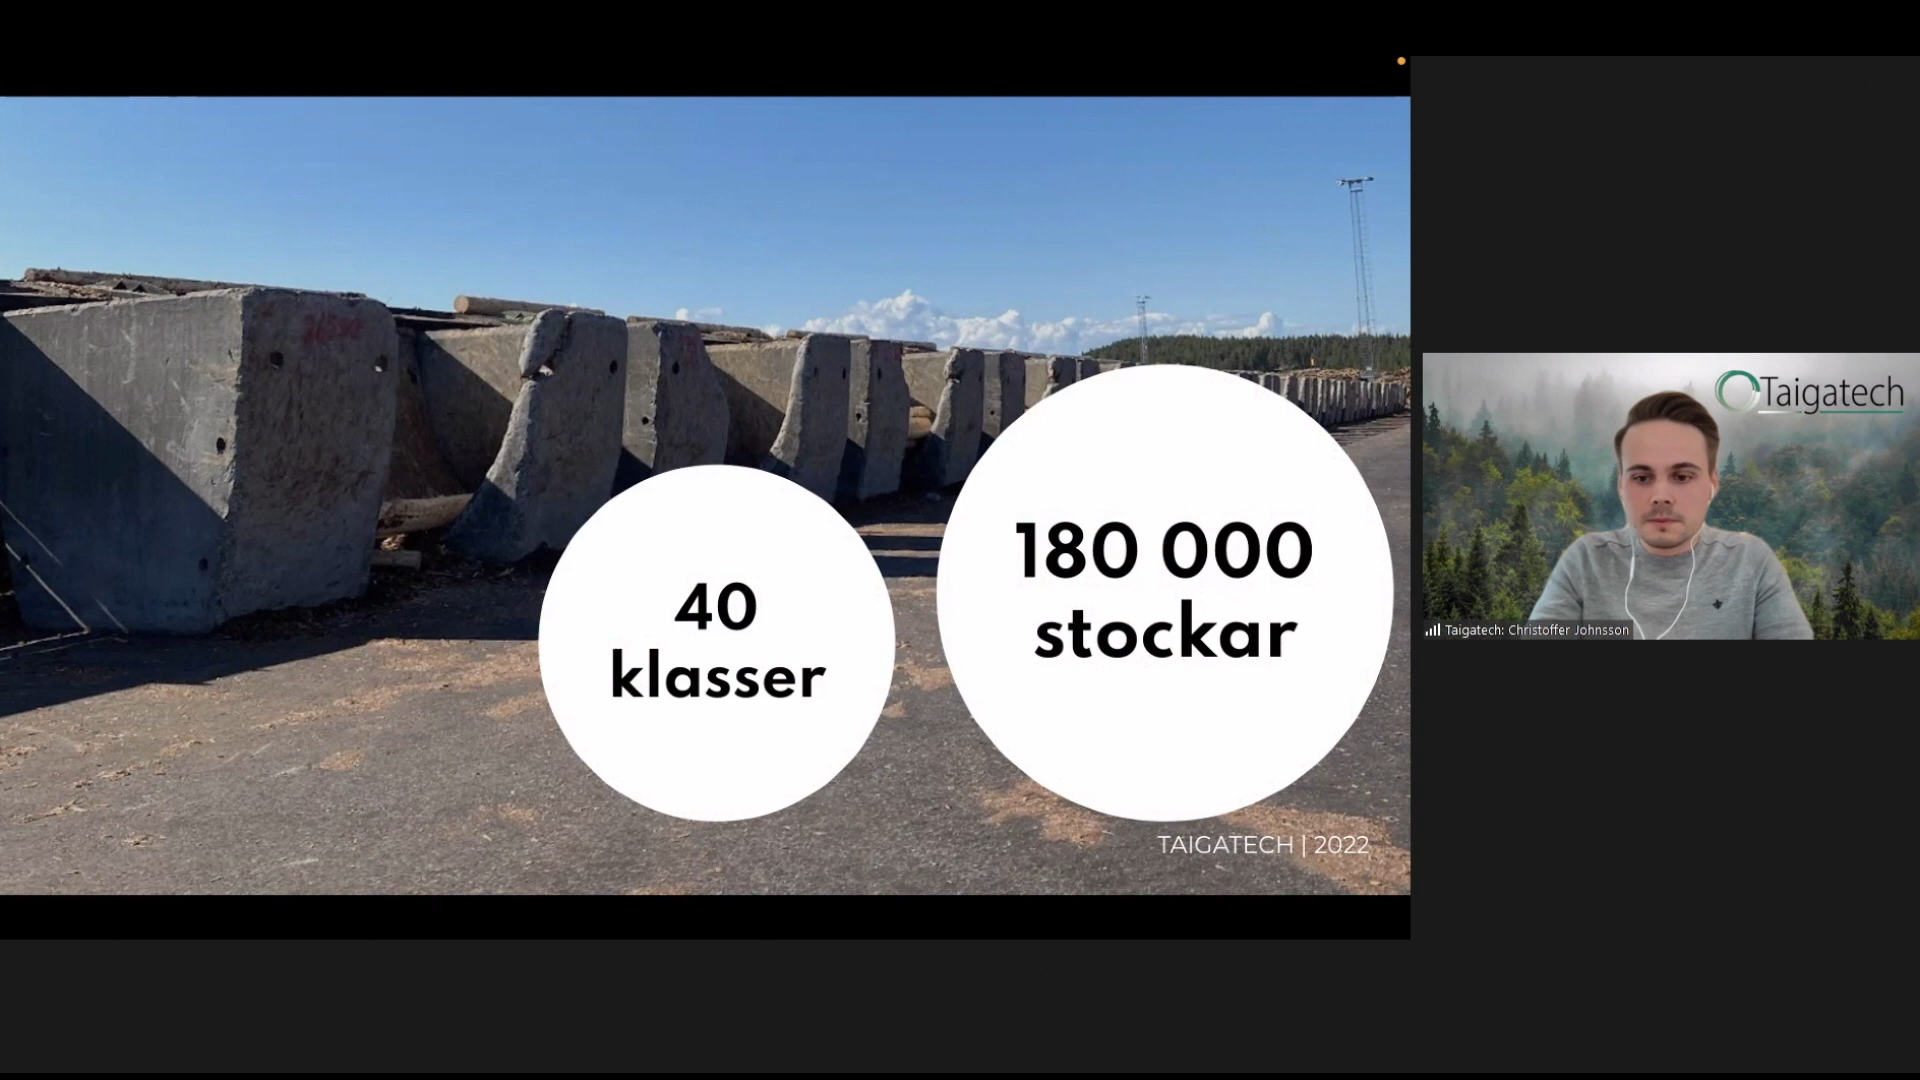 40
klasser
180 000
stockar
TAIGATECH | 2022
Taigatech
Taigatech: Christoffer Johnsson